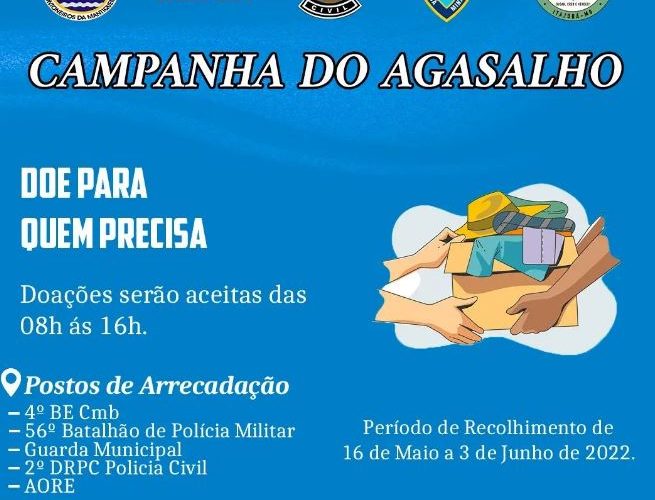 CIVIL
CAMPANHA DO AGASALHO
DOE PARA
QUEM PRECISA
Doações serão aceitas das
08h ás 16h.
Postos de Arrecadação
– 4º BE Cmb
– 56º Batalhão de Polícia Militar
– Guarda Municipal
– 2º DRPC Policia Civil
– AORE
Período de Recolhimento de
16 de Maio a 3 de Junho de 2022.